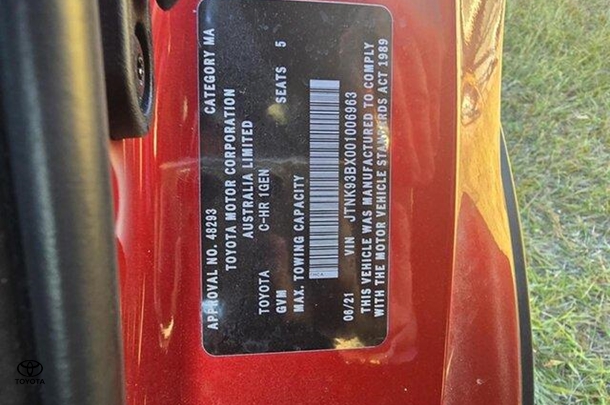 APPROVAL NO. 48293 CATEGORY MA
TOYOTA MOTOR CORPORATION
AUSTRALIA LIMITED
TOYOTA C-HR 1GEN
GVM SEATS 5
MAX. TOWING CAPACITY
06/21 VIN JTNK93BX001006963
THIS VEHICLE WAS MANUFACTURED TO COMPLY
WITH THE MOTOR VEHICLE STANDARDS ACT 1989
TOYOTA